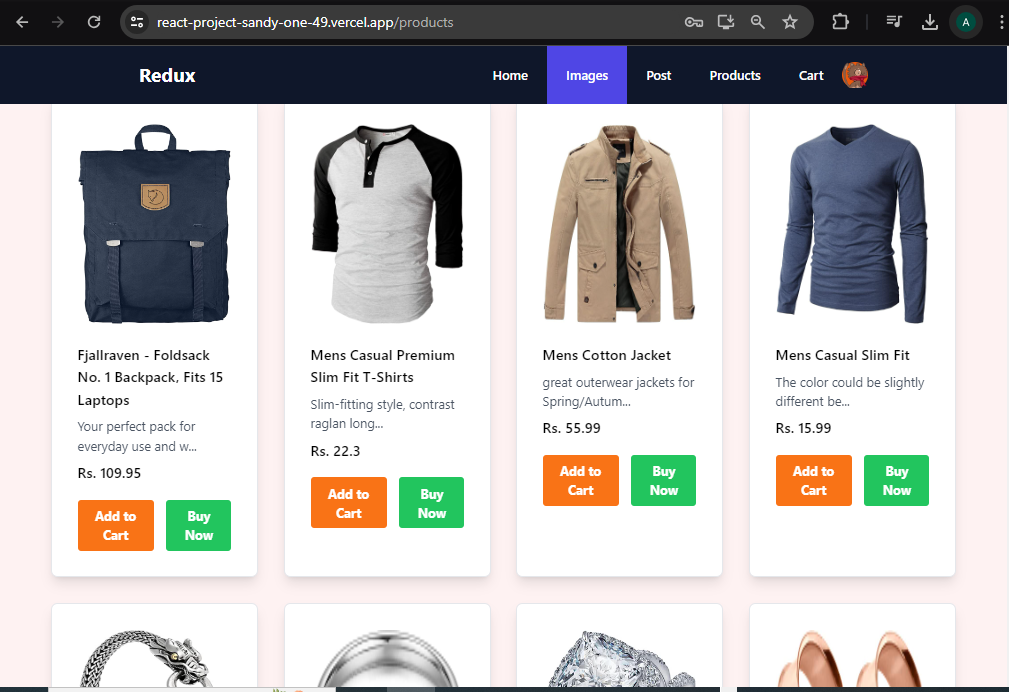 react-project-sandy-one-49.vercel.app/products
A
Redux
Home
Images
Post
Products
Cart
Fjallraven - Foldsack
No. 1 Backpack, Fits 15
Laptops
Your perfect pack for
everyday use and w...
Rs. 109.95
Add to
Cart
Buy
Now
Mens Casual Premium
Slim Fit T-Shirts
Slim-fitting style, contrast
raglan long...
Rs. 22.3
Add to
Cart
Buy
Now
Mens Cotton Jacket
great outerwear jackets for
Spring/Autum...
Rs. 55.99
Add to
Cart
Buy
Now
Mens Casual Slim Fit
The color could be slightly
different be...
Rs. 15.99
Add to
Cart
Buy
Now